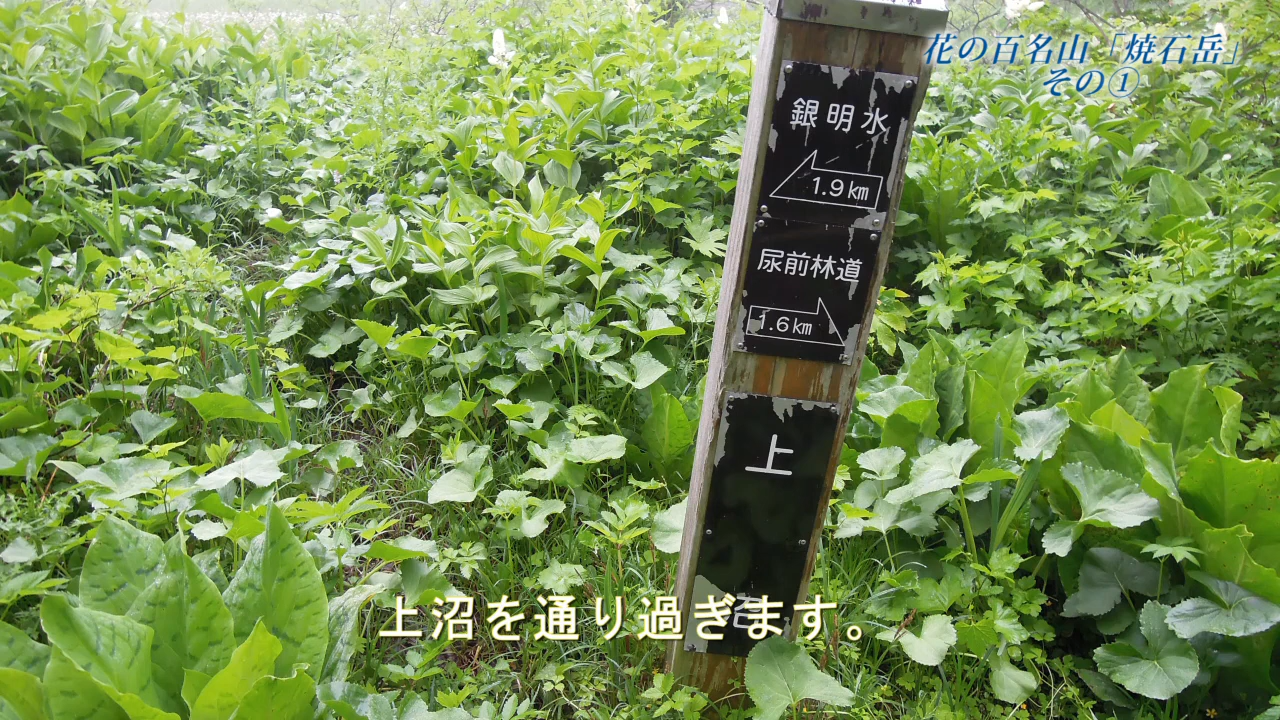 花の百名山「焼石岳」
その①
銀明水
1.9㎞
尿前林道
1.6㎞
上
上沼を通り過ぎます。